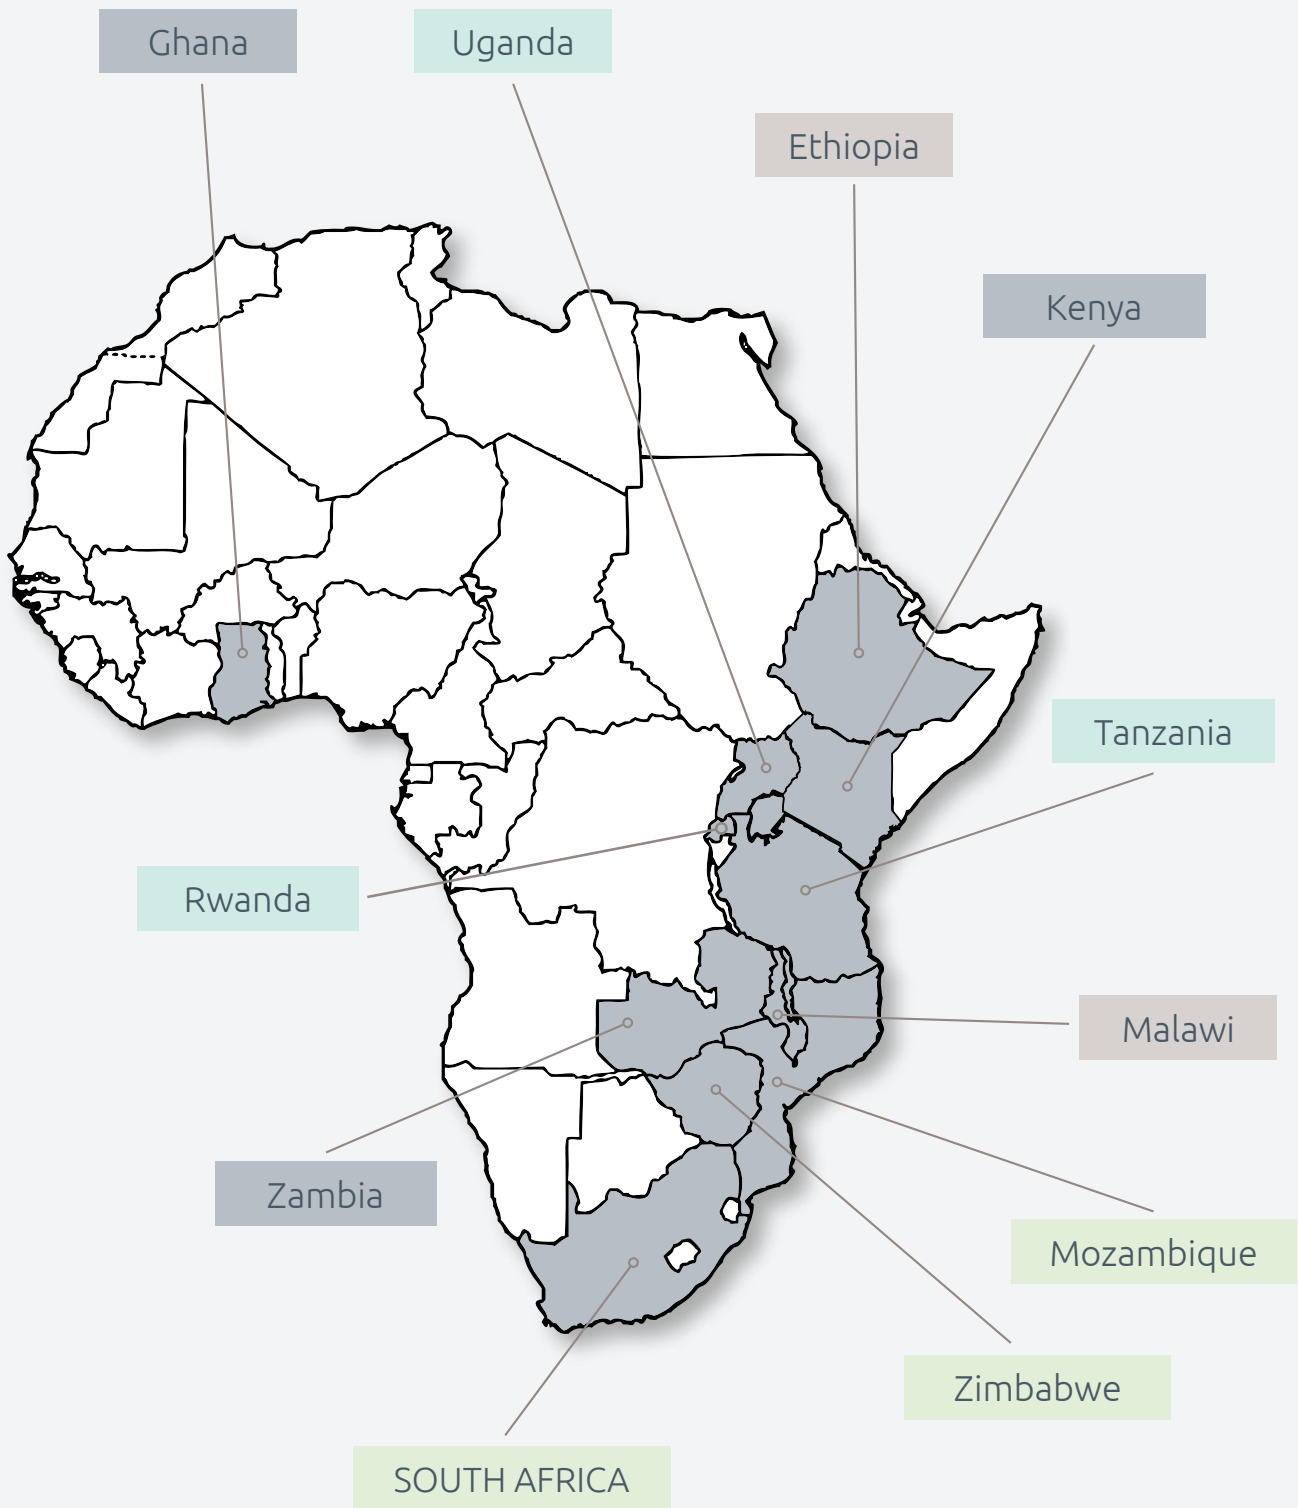 Ghana
Uganda
Ethiopia
Kenya
Tanzania
Rwanda
Malawi
Zambia
Mozambique
Zimbabwe
SOUTH AFRICA